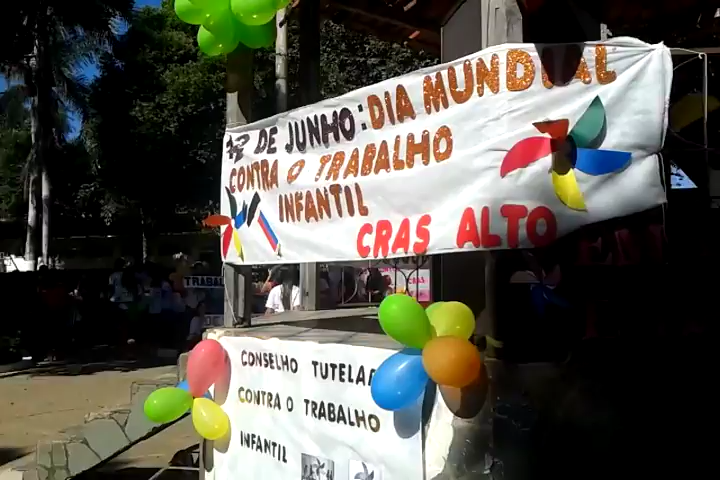 12 DE JUNHO: DIA MUNDIAL
CONTRA O TRABALHO
INFANTIL
CRAS ALTO
CONSELHO TUTELAR
CONTRA O TRABALHO
INFANTIL